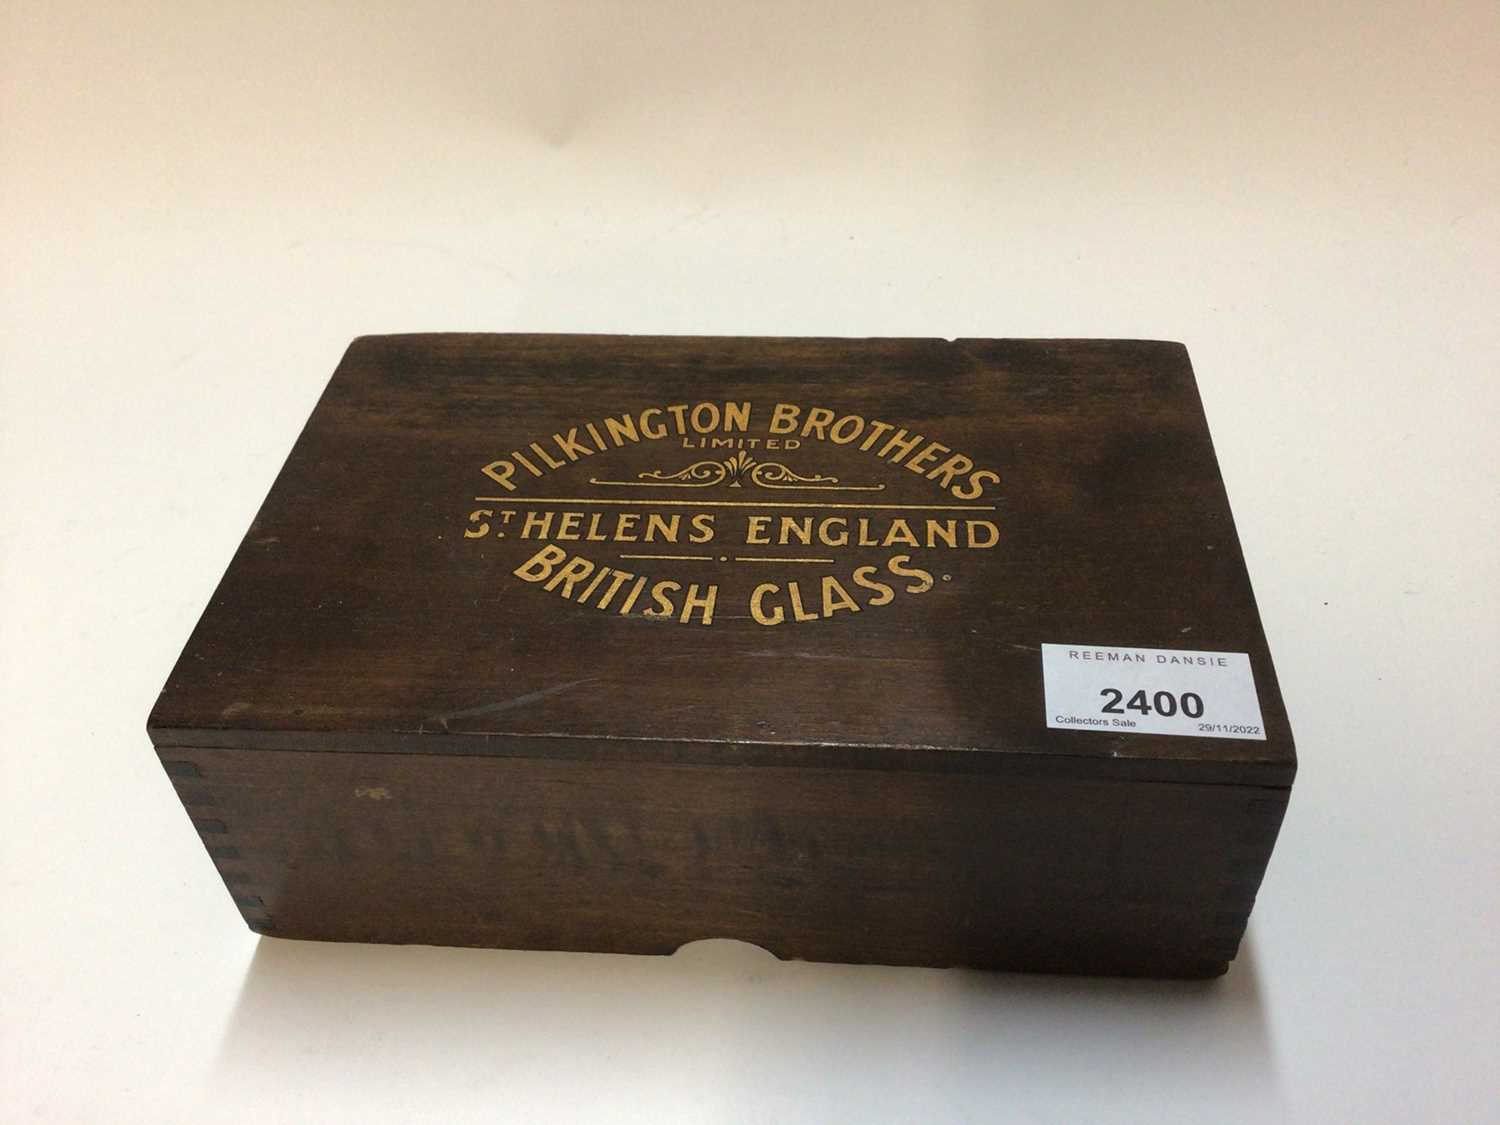 PILKINGTON BROTHERS
LIMITED
ST. HELENS ENGLAND
BRITISH GLASS.
REEMAN DANSIE
2400
Collectors Sale 29/11/2022